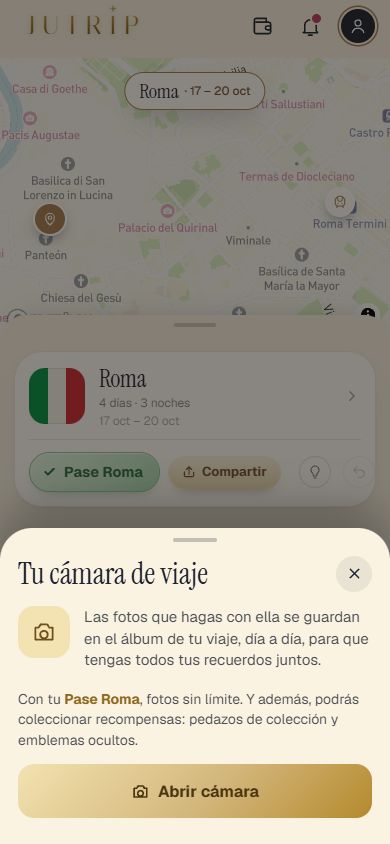 JUTRIP
Casa di Goethe
Roma · 17 – 20 oct
rti Sallustiani
Pacis Augustae
Castro P
Basilica di San
Lorenzo in Lucina
Termas de Diocleciano
Palacio del Quirinal
Roma Termini
Viminale
Panteón
Basílica de Santa
María la Mayor
Chiesa del Gesù
Roma
4 días · 3 noches
17 oct – 20 oct
Pase Roma
Compartir
Tu cámara de viaje
Las fotos que hagas con ella se guardan
en el álbum de tu viaje, día a día, para que
tengas todos tus recuerdos juntos.
Con tu Pase Roma, fotos sin límite. Y además, podrás
coleccionar recompensas: pedazos de colección y
emblemas ocultos.
Abrir cámara